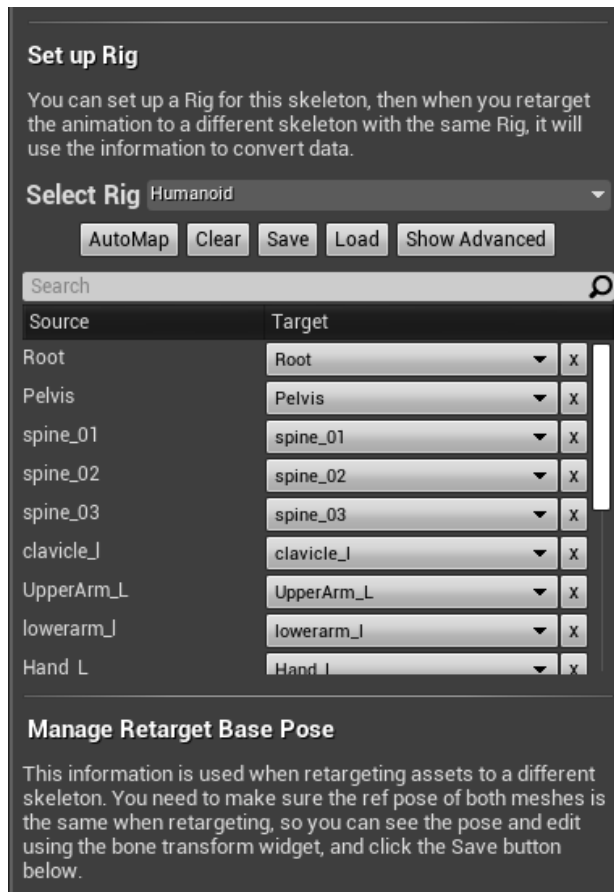 Set up Rig
You can set up a Rig for this skeleton, then when you retarget
the animation to a different skeleton with the same Rig, it will
use the information to convert data.
Select Rig Humanoid
AutoMap Clear Save Load Show Advanced
Search
Source Target
Root Root x
Pelvis Pelvis x
spine_01 spine_01 x
spine_02 spine_02 x
spine_03 spine_03 x
clavicle_l clavicle_l x
UpperArm_L UpperArm_L x
lowerarm_l lowerarm_l x
Hand_L Hand_L x
Manage Retarget Base Pose
This information is used when retargeting assets to a different
skeleton. You need to make sure the ref pose of both meshes is
the same when retargeting, so you can see the pose and edit
using the bone transform widget, and click the Save button
below.